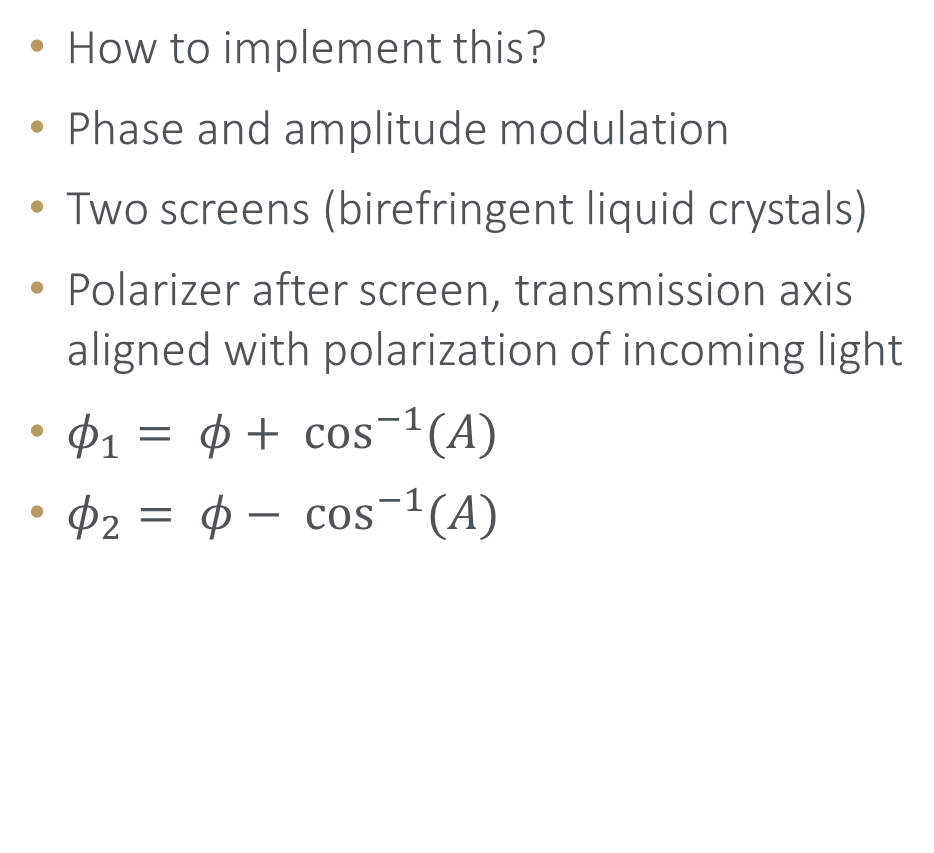 • How to implement this?
• Phase and amplitude modulation
• Two screens (birefringent liquid crystals)
• Polarizer after screen, transmission axis
aligned with polarization of incoming light
• 𝜙₁ = 𝜙 + cos⁻¹(𝐴)
• 𝜙₂ = 𝜙 − cos⁻¹(𝐴)